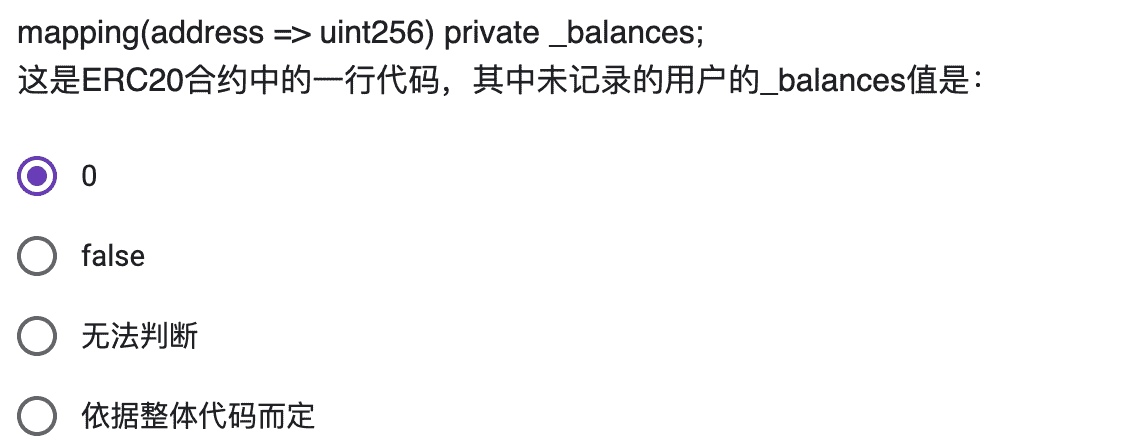 mapping(address => uint256) private _balances;
这是ERC20合约中的一行代码，其中未记录的用户的_balances值是：
0
false
无法判断
依据整体代码而定